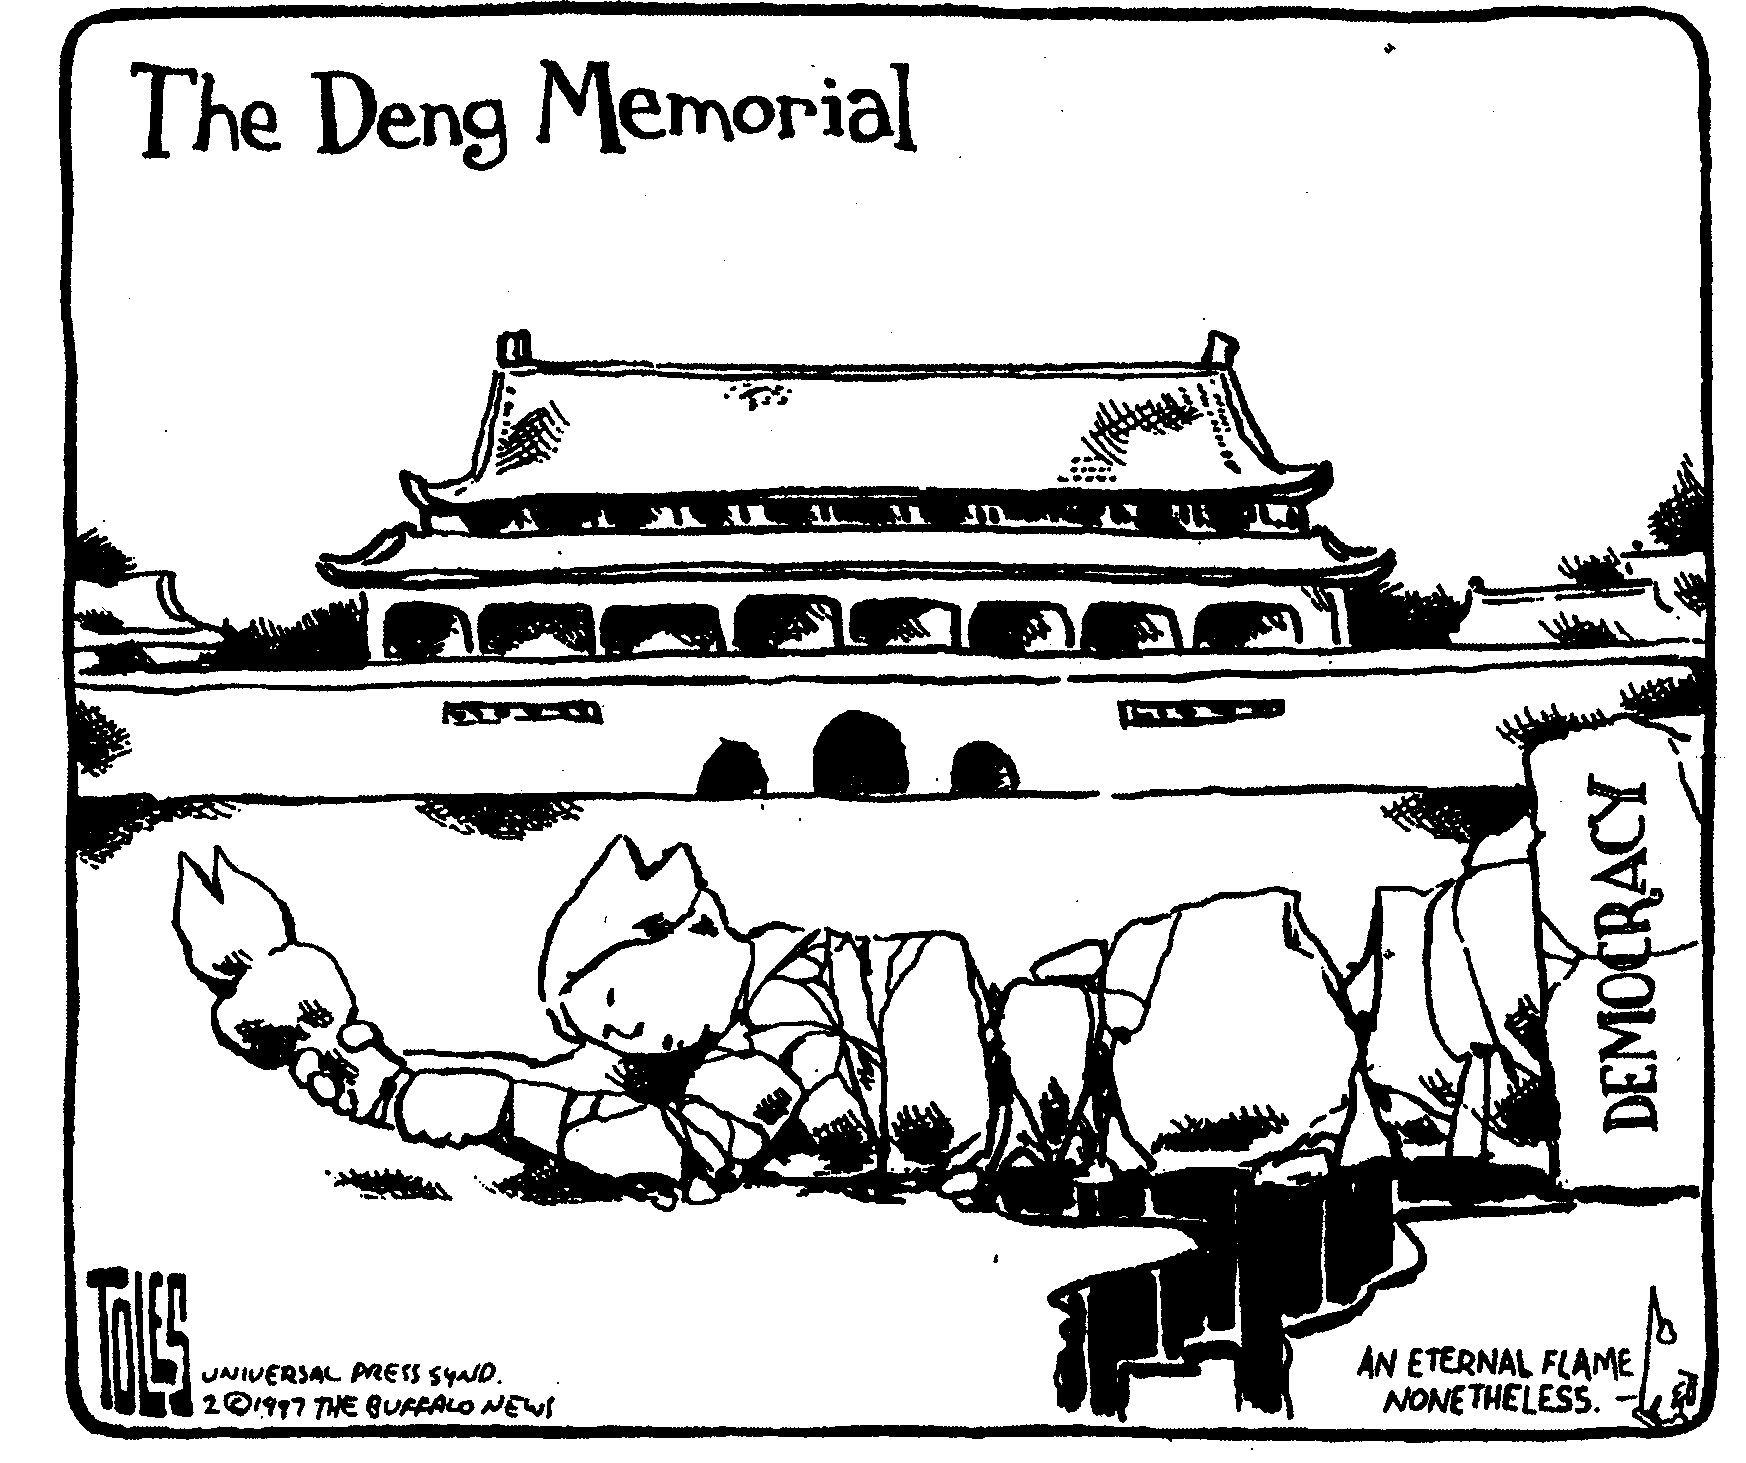 The Deng Memorial
DEMOCRACY
TOLES
UNIVERSAL PRESS SYND.
2 ©1997 THE BUFFALO NEWS
AN ETERNAL FLAME
NONETHELESS. –